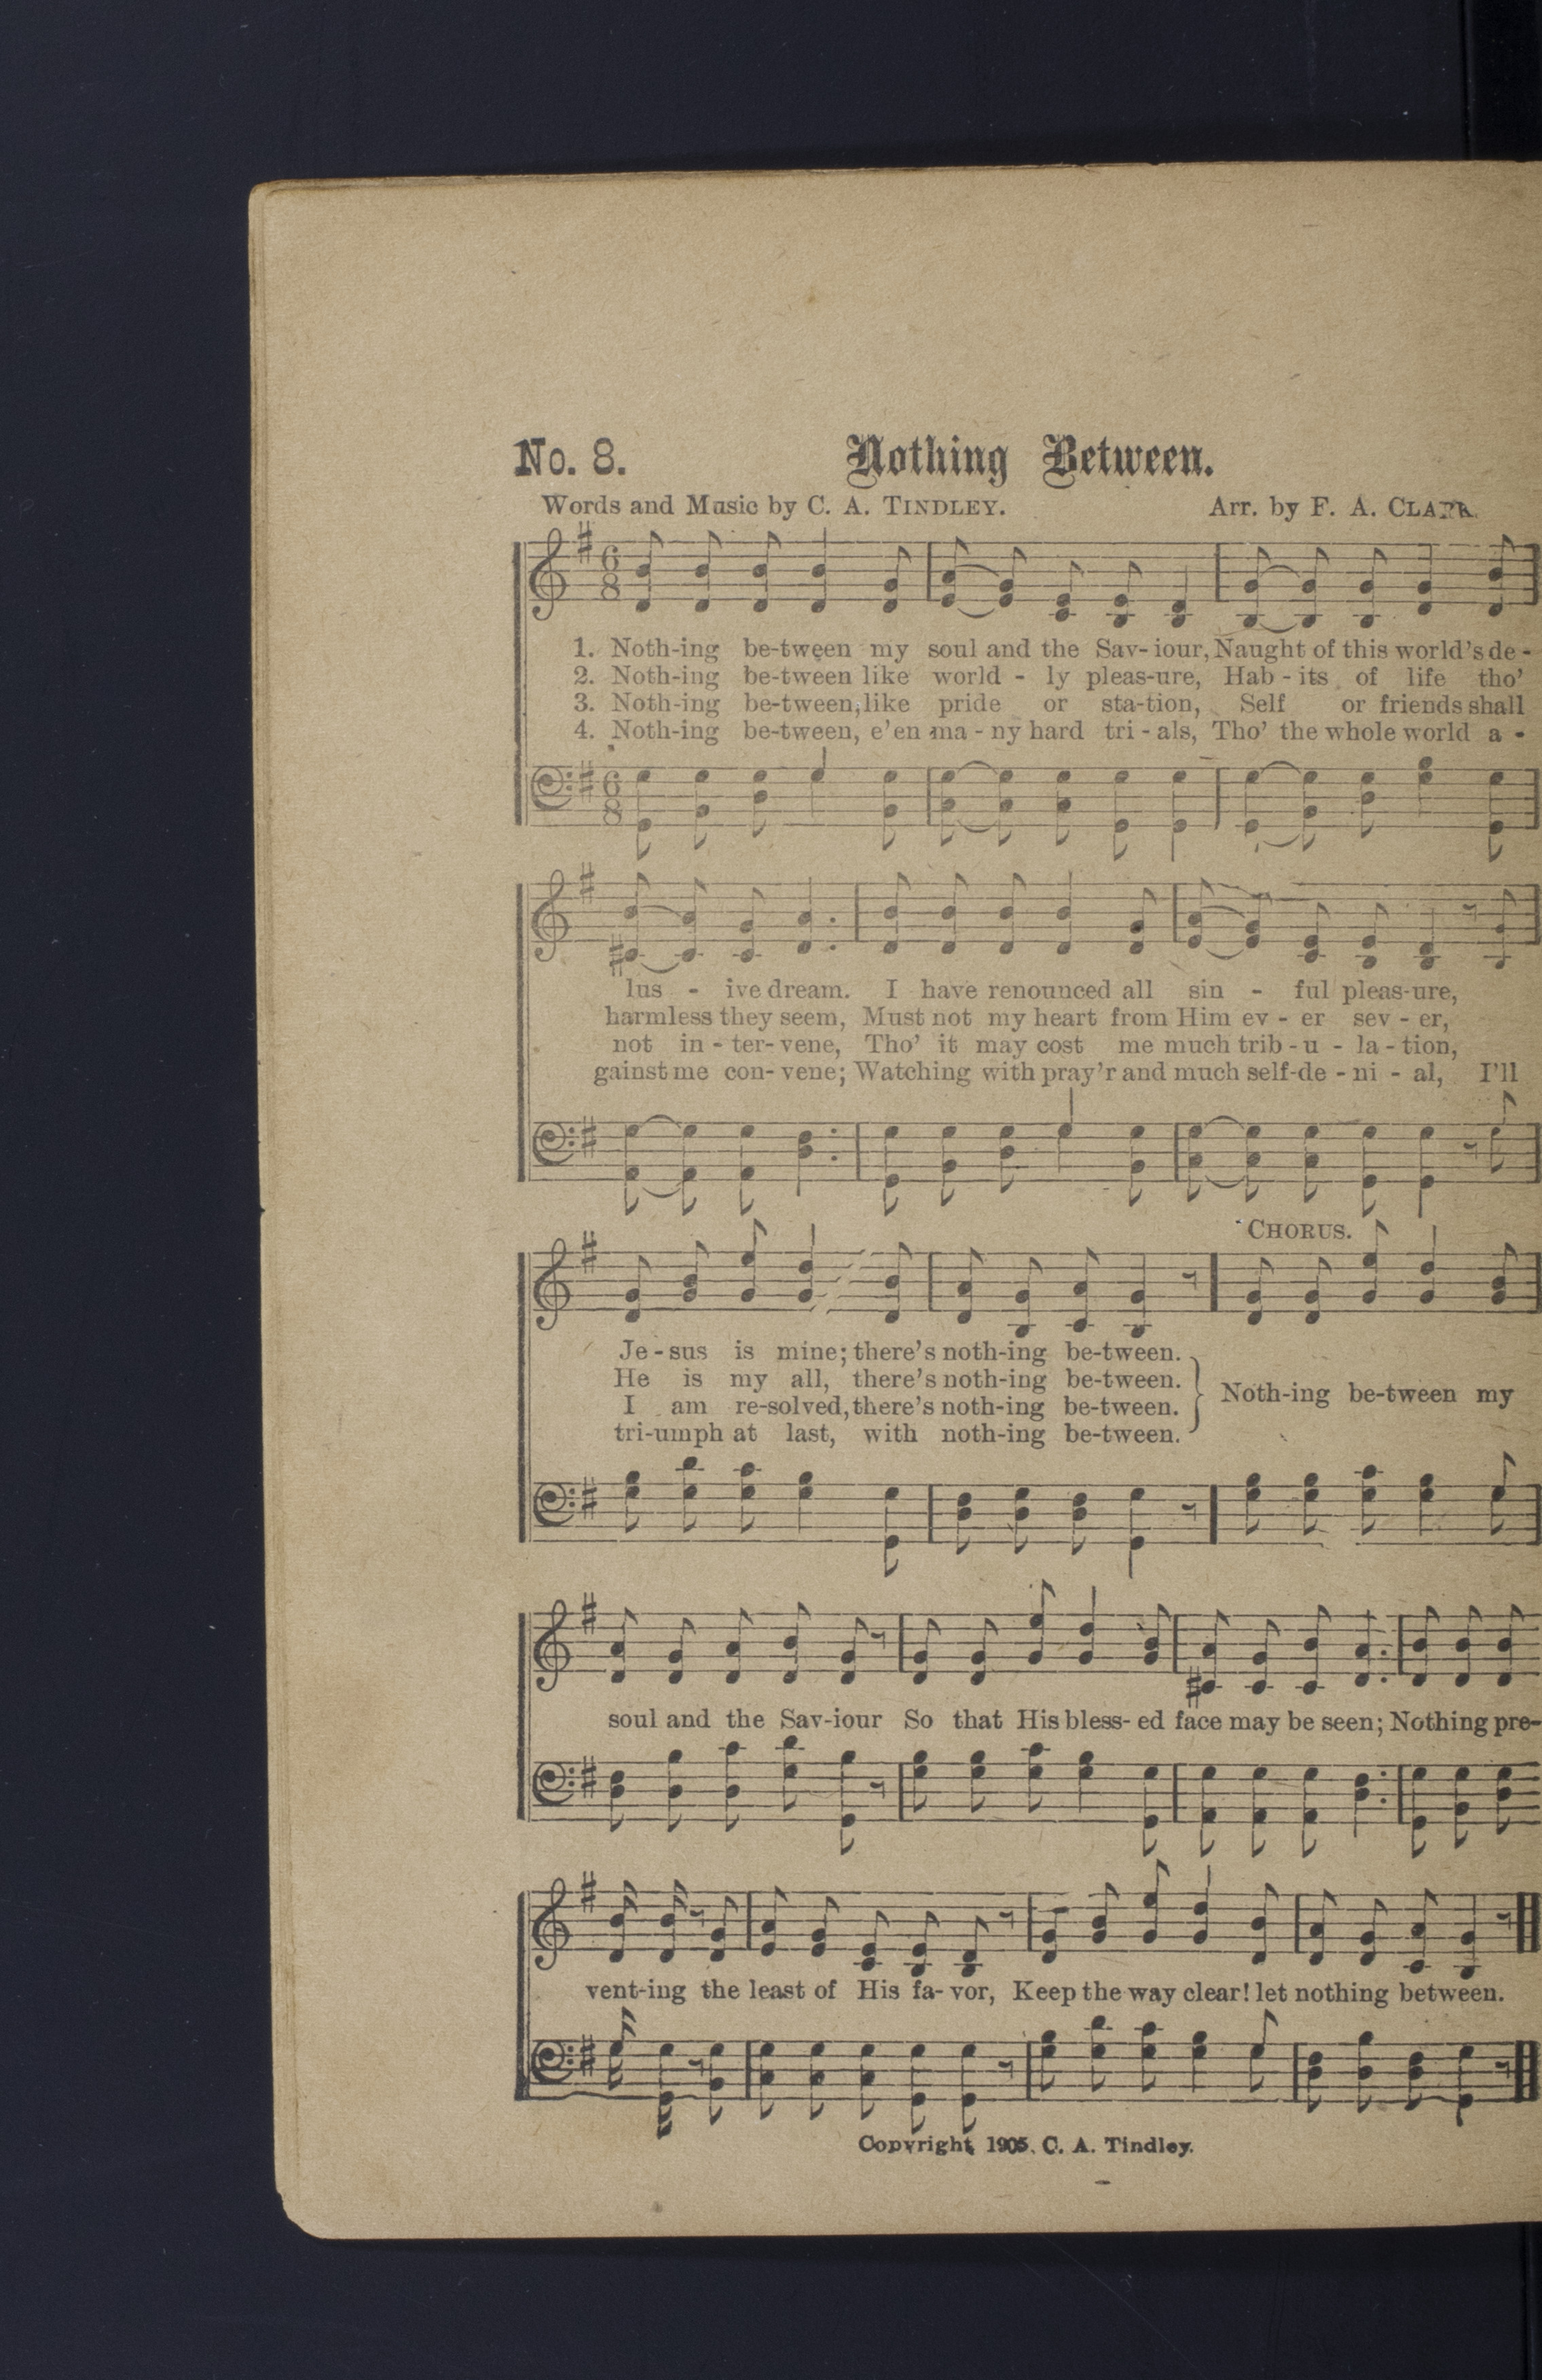 No. 8. Nothing Between.
Words and Music by C. A. TINDLEY. Arr. by F. A. CLARK.
1. Noth-ing be-tween my soul and the Sav-iour, Naught of this world's de-
2. Noth-ing be-tween like world - ly pleas-ure, Hab - its of life tho'
3. Noth-ing be-tween, like pride or sta-tion, Self or friends shall
4. Noth-ing be-tween, e'en ma - ny hard tri - als, Tho' the whole world a -
lus - ive dream. I have renounced all sin - ful pleas-ure,
harmless they seem, Must not my heart from Him ev - er sev - er,
not in - ter - vene, Tho' it may cost me much trib - u - la - tion,
gainst me con - vene; Watching with pray'r and much self-de - ni - al, I'll
CHORUS.
Je - sus is mine; there's noth-ing be-tween.
He is my all, there's noth-ing be-tween.
I am re-solved, there's noth-ing be-tween.
tri-umph at last, with noth-ing be-tween.
Noth-ing be-tween my
soul and the Sav-iour So that His bless- ed face may be seen; Nothing pre-
vent-ing the least of His fa- vor, Keep the way clear! let nothing between.
Copyright, 1905, C. A. Tindley.